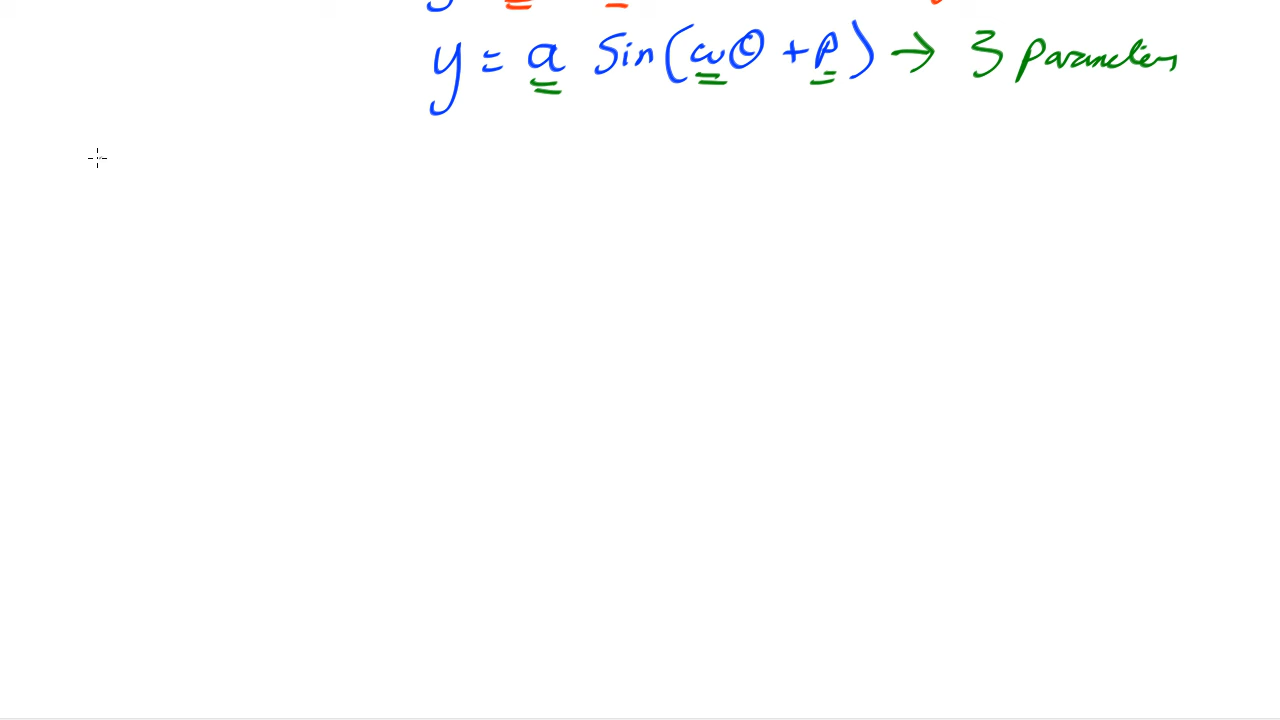 y = a sin(ωθ + p) → 3 parameters